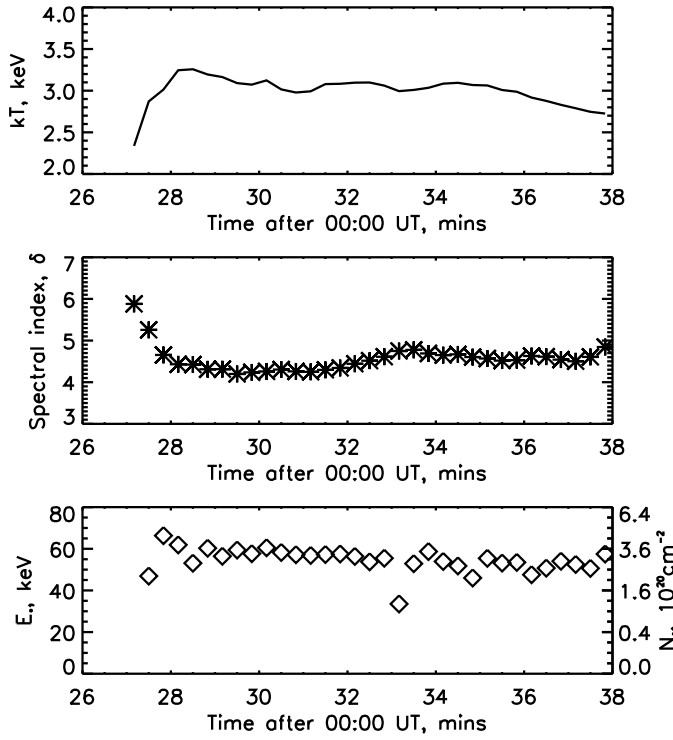 4.0
3.5
3.0
2.5
2.0
kT, keV
26 28 30 32 34 36 38
Time after 00:00 UT, mins
7
6
5
4
3
Spectral index, δ
26 28 30 32 34 36 38
Time after 00:00 UT, mins
80
60
40
20
0
E., keV
6.4
3.6
1.6
0.4
0.0
N., 10²⁰cm⁻²
26 28 30 32 34 36 38
Time after 00:00 UT, mins